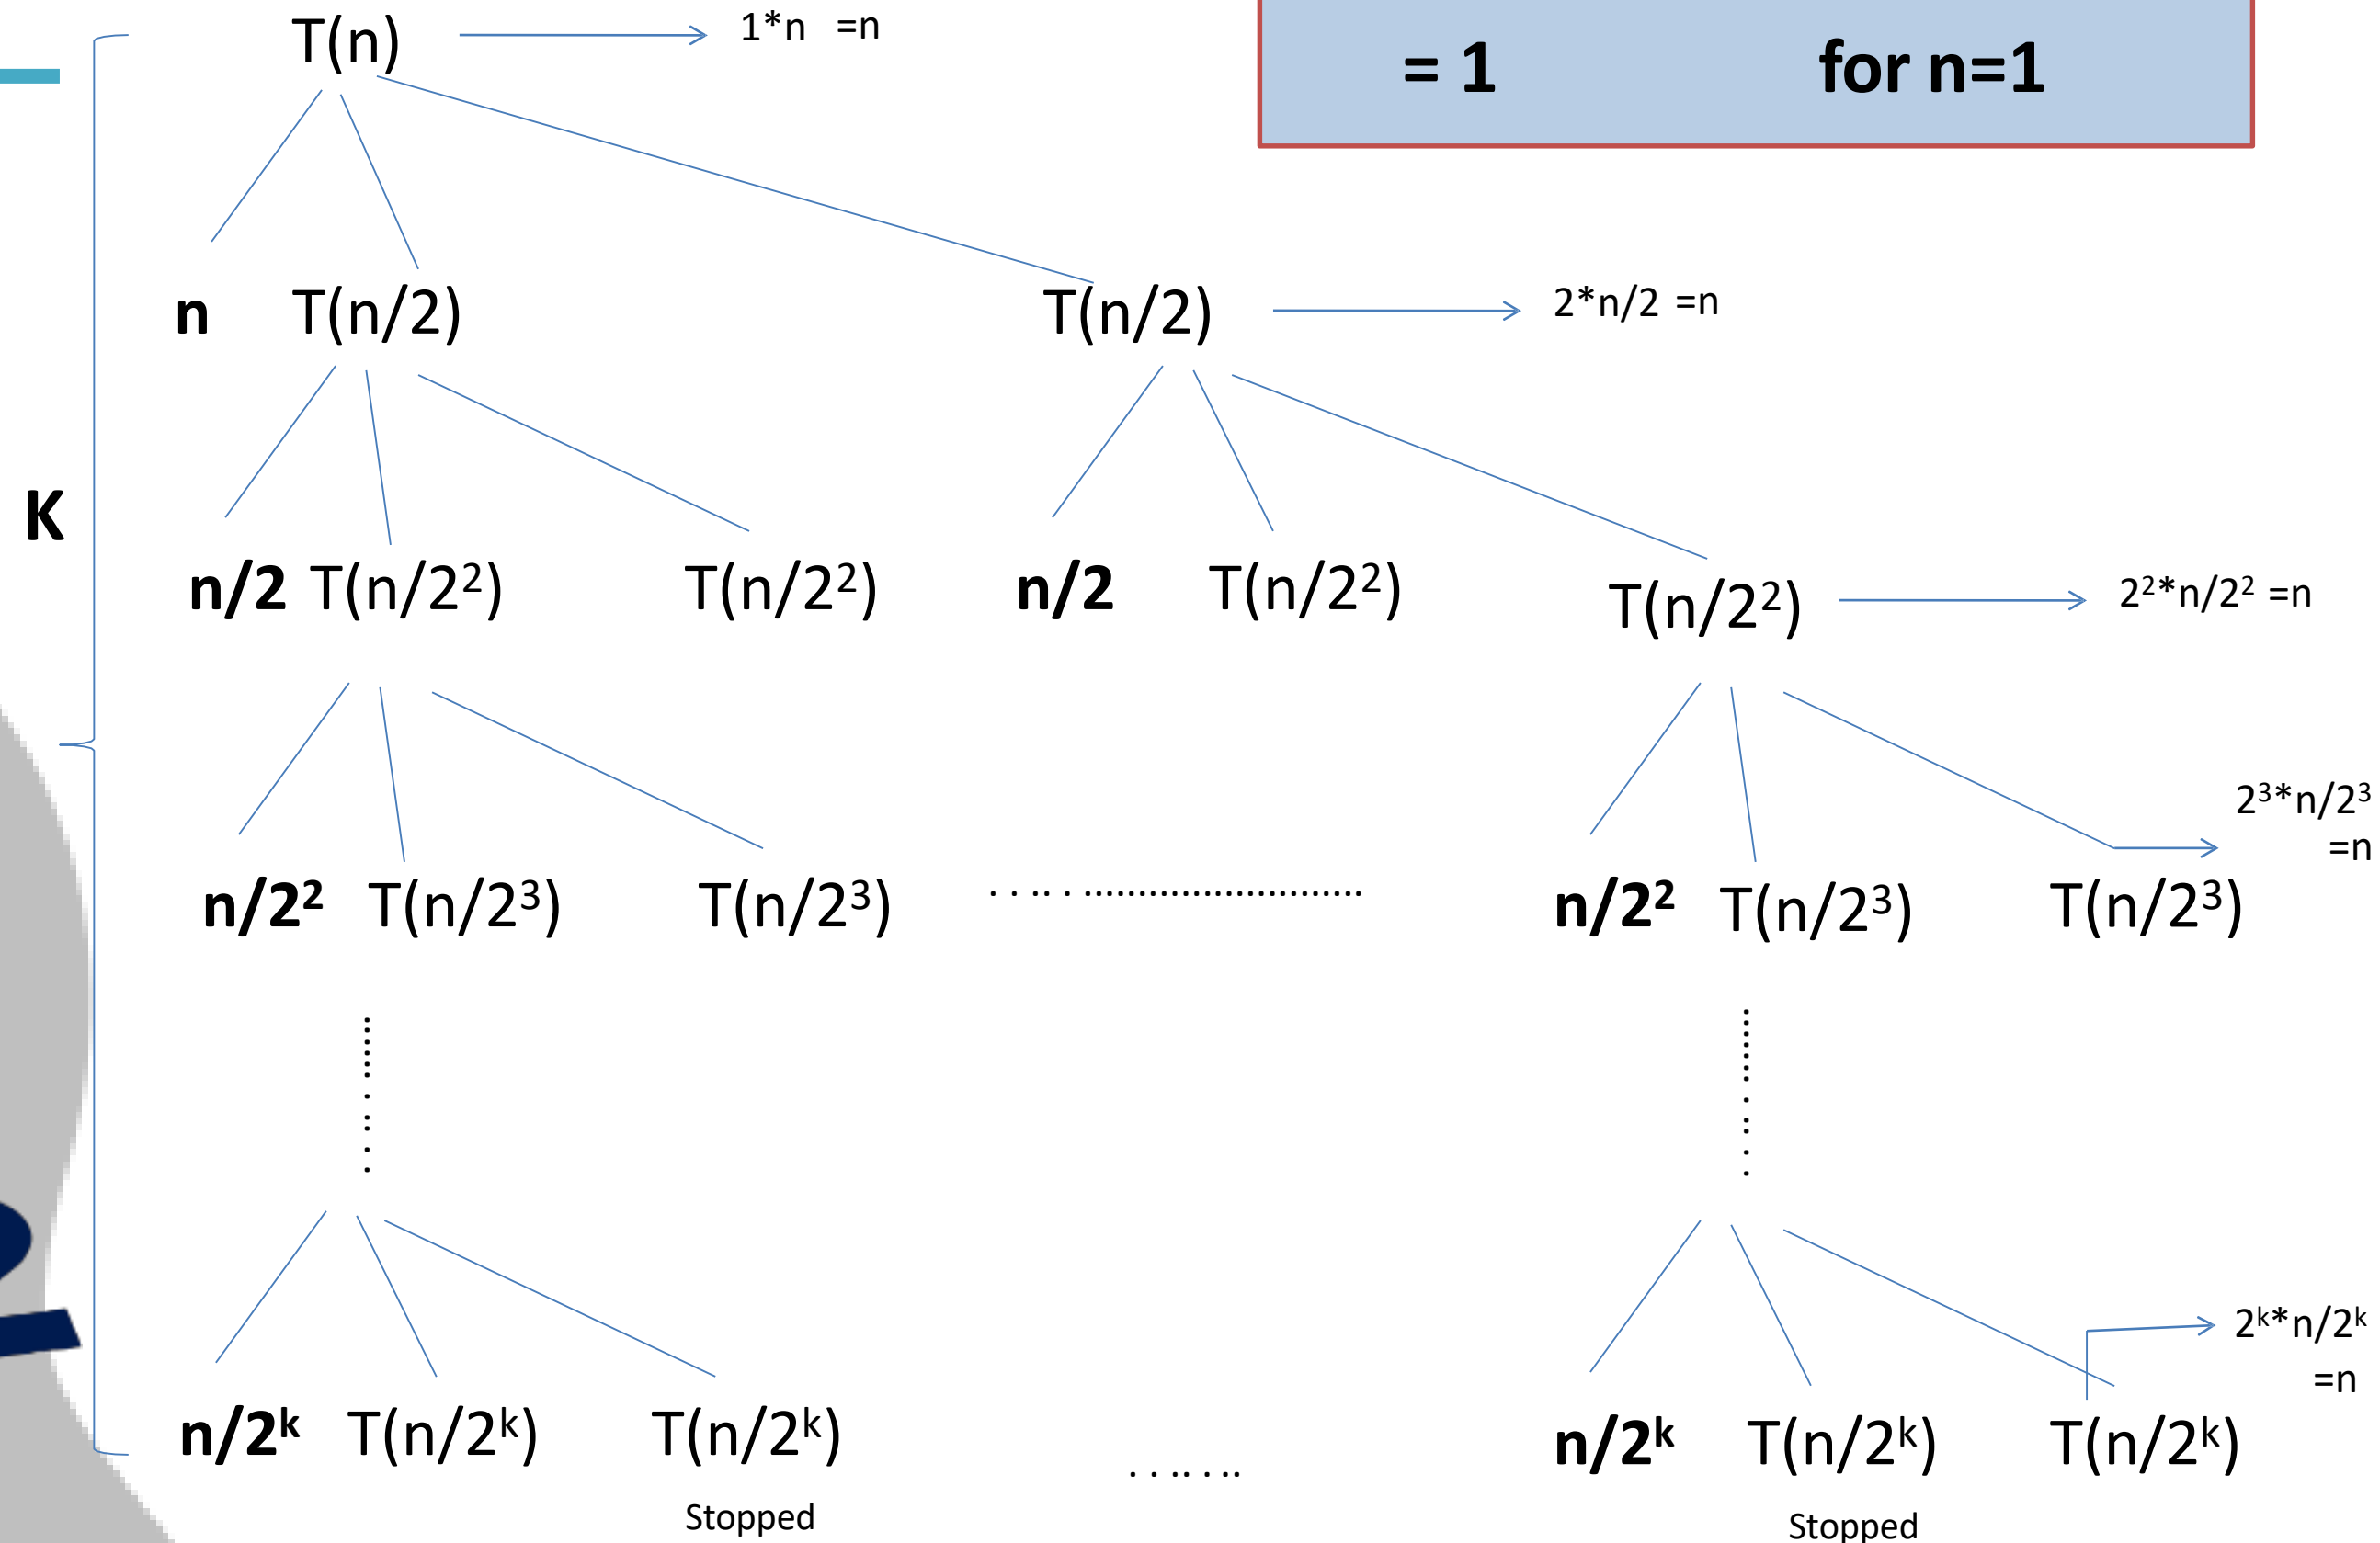 T(n) 1*n =n
= 1 for n=1
n T(n/2) T(n/2) 2*n/2 =n
K
n/2 T(n/2²) T(n/2²) n/2 T(n/2²) T(n/2²) 2²*n/2² =n
2³*n/2³
=n
n/2² T(n/2³) T(n/2³) . . .. . .......................... n/2² T(n/2³) T(n/2³)
2ᵏ*n/2ᵏ
=n
n/2ᵏ T(n/2ᵏ) T(n/2ᵏ) . . .. . .. n/2ᵏ T(n/2ᵏ) T(n/2ᵏ)
Stopped Stopped